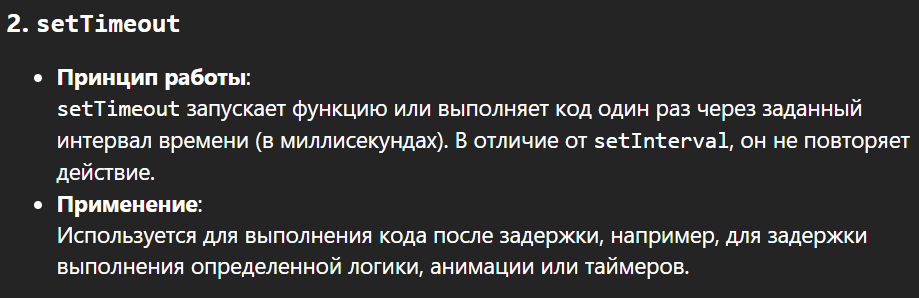 2. setTimeout
• Принцип работы:
setTimeout запускает функцию или выполняет код один раз через заданный
интервал времени (в миллисекундах). В отличие от setInterval, он не повторяет
действие.
• Применение:
Используется для выполнения кода после задержки, например, для задержки
выполнения определенной логики, анимации или таймеров.